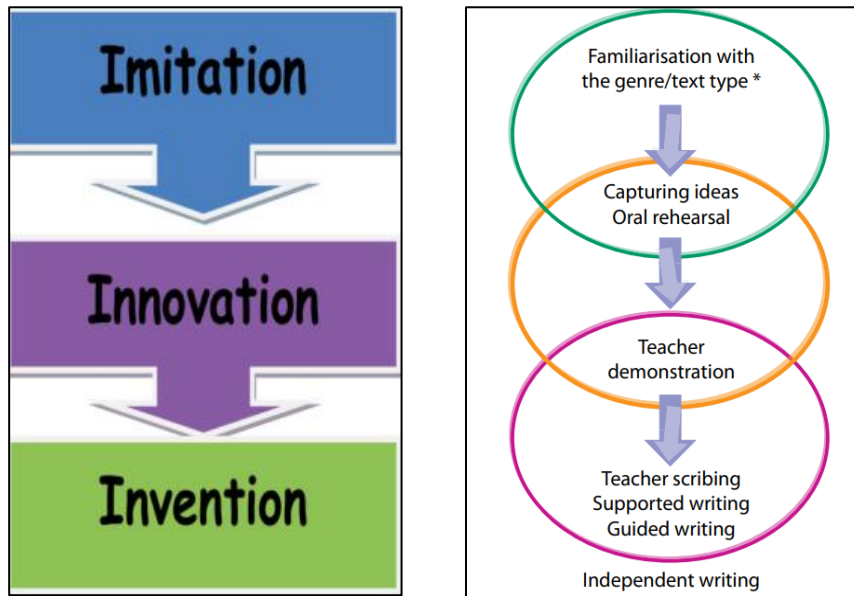 Imitation
Innovation
Invention
Familiarisation with
the genre/text type *
Capturing ideas
Oral rehearsal
Teacher
demonstration
Teacher scribing
Supported writing
Guided writing
Independent writing